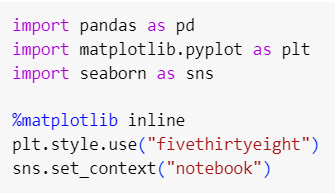 import pandas as pd
import matplotlib.pyplot as plt
import seaborn as sns
%matplotlib inline
plt.style.use("fivethirtyeight")
sns.set_context("notebook")